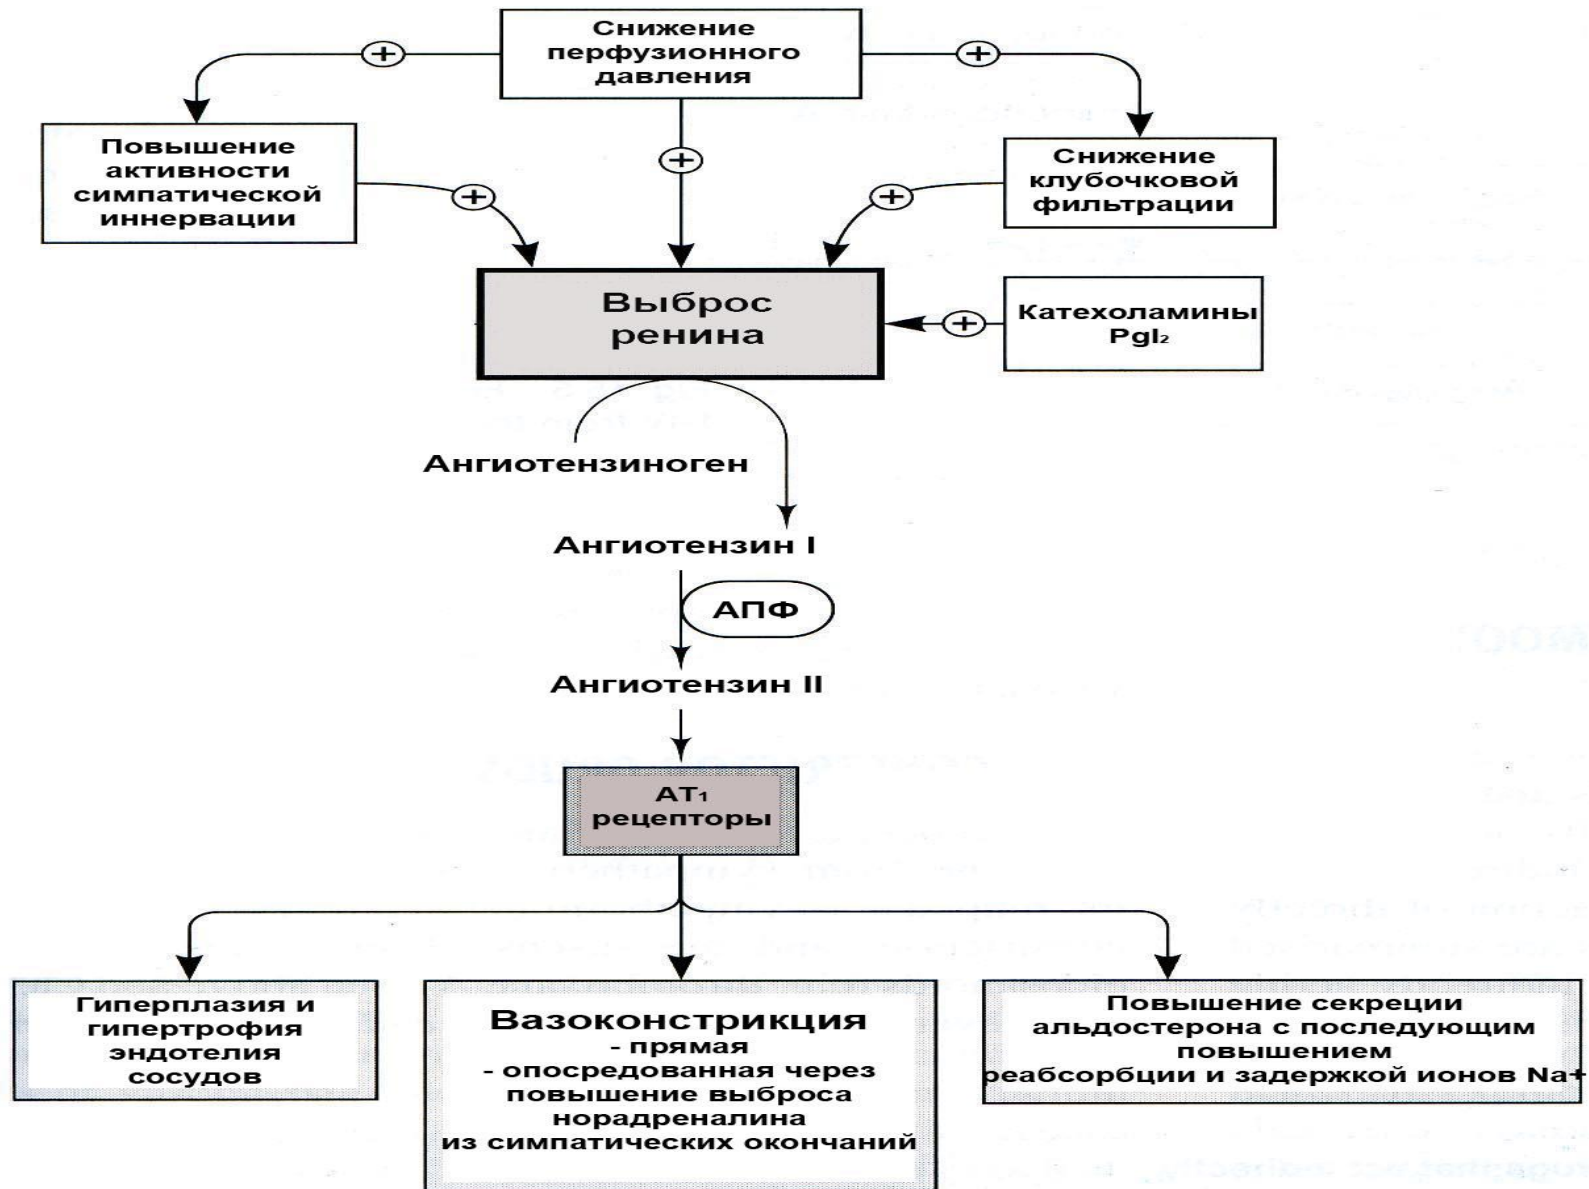 Снижение
перфузионного
давления
Повышение
активности
симпатической
иннервации
Снижение
клубочковой
фильтрации
Выброс
ренина
Катехоламины
PgI₂
Ангиотензиноген
Ангиотензин I
АПФ
Ангиотензин II
АТ₁
рецепторы
Гиперплазия и
гипертрофия
эндотелия
сосудов
Вазоконстрикция
- прямая
- опосредованная через
повышение выброса
норадреналина
из симпатических окончаний
Повышение секреции
альдостерона с последующим
повышением
реабсорбции и задержкой ионов Na+